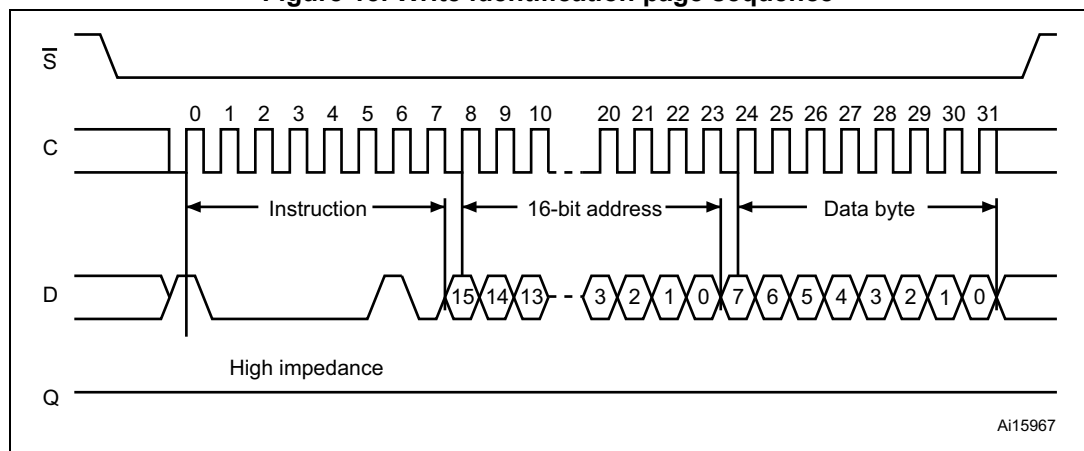 Figure Write identification page sequence
S
0 1 2 3 4 5 6 7 8 9 10 20 21 22 23 24 25 26 27 28 29 30 31
C
Instruction 16-bit address Data byte
D 15 14 13 3 2 1 0 7 6 5 4 3 2 1 0
High impedance
Q
Ai15967